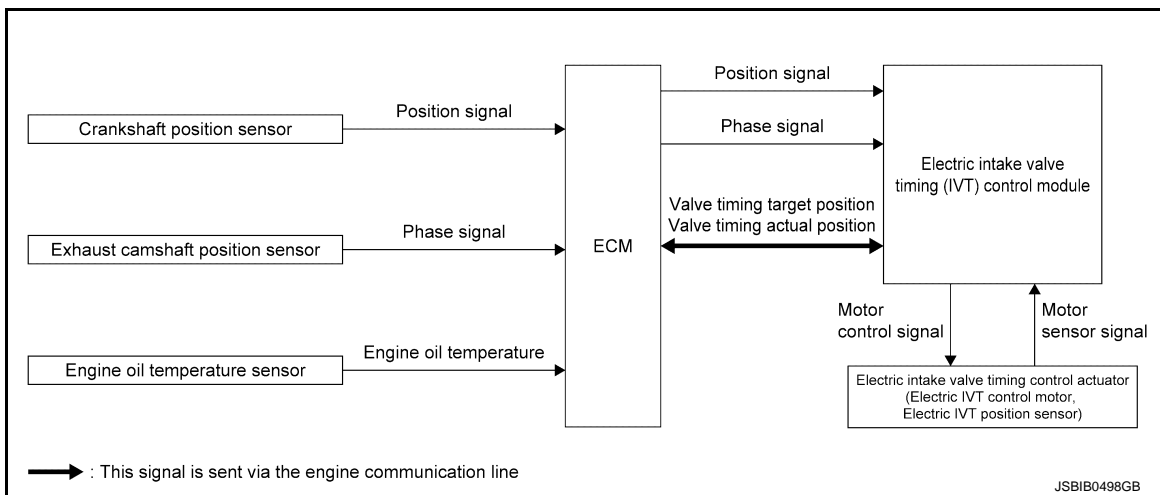 Crankshaft position sensor
Position signal
Exhaust camshaft position sensor
Phase signal
Engine oil temperature sensor
Engine oil temperature
ECM
Position signal
Phase signal
Valve timing target position
Valve timing actual position
Electric intake valve
timing (IVT) control module
Motor
control signal
Motor
sensor signal
Electric intake valve timing control actuator
(Electric IVT control motor,
Electric IVT position sensor)
: This signal is sent via the engine communication line
JSBIB0498GB